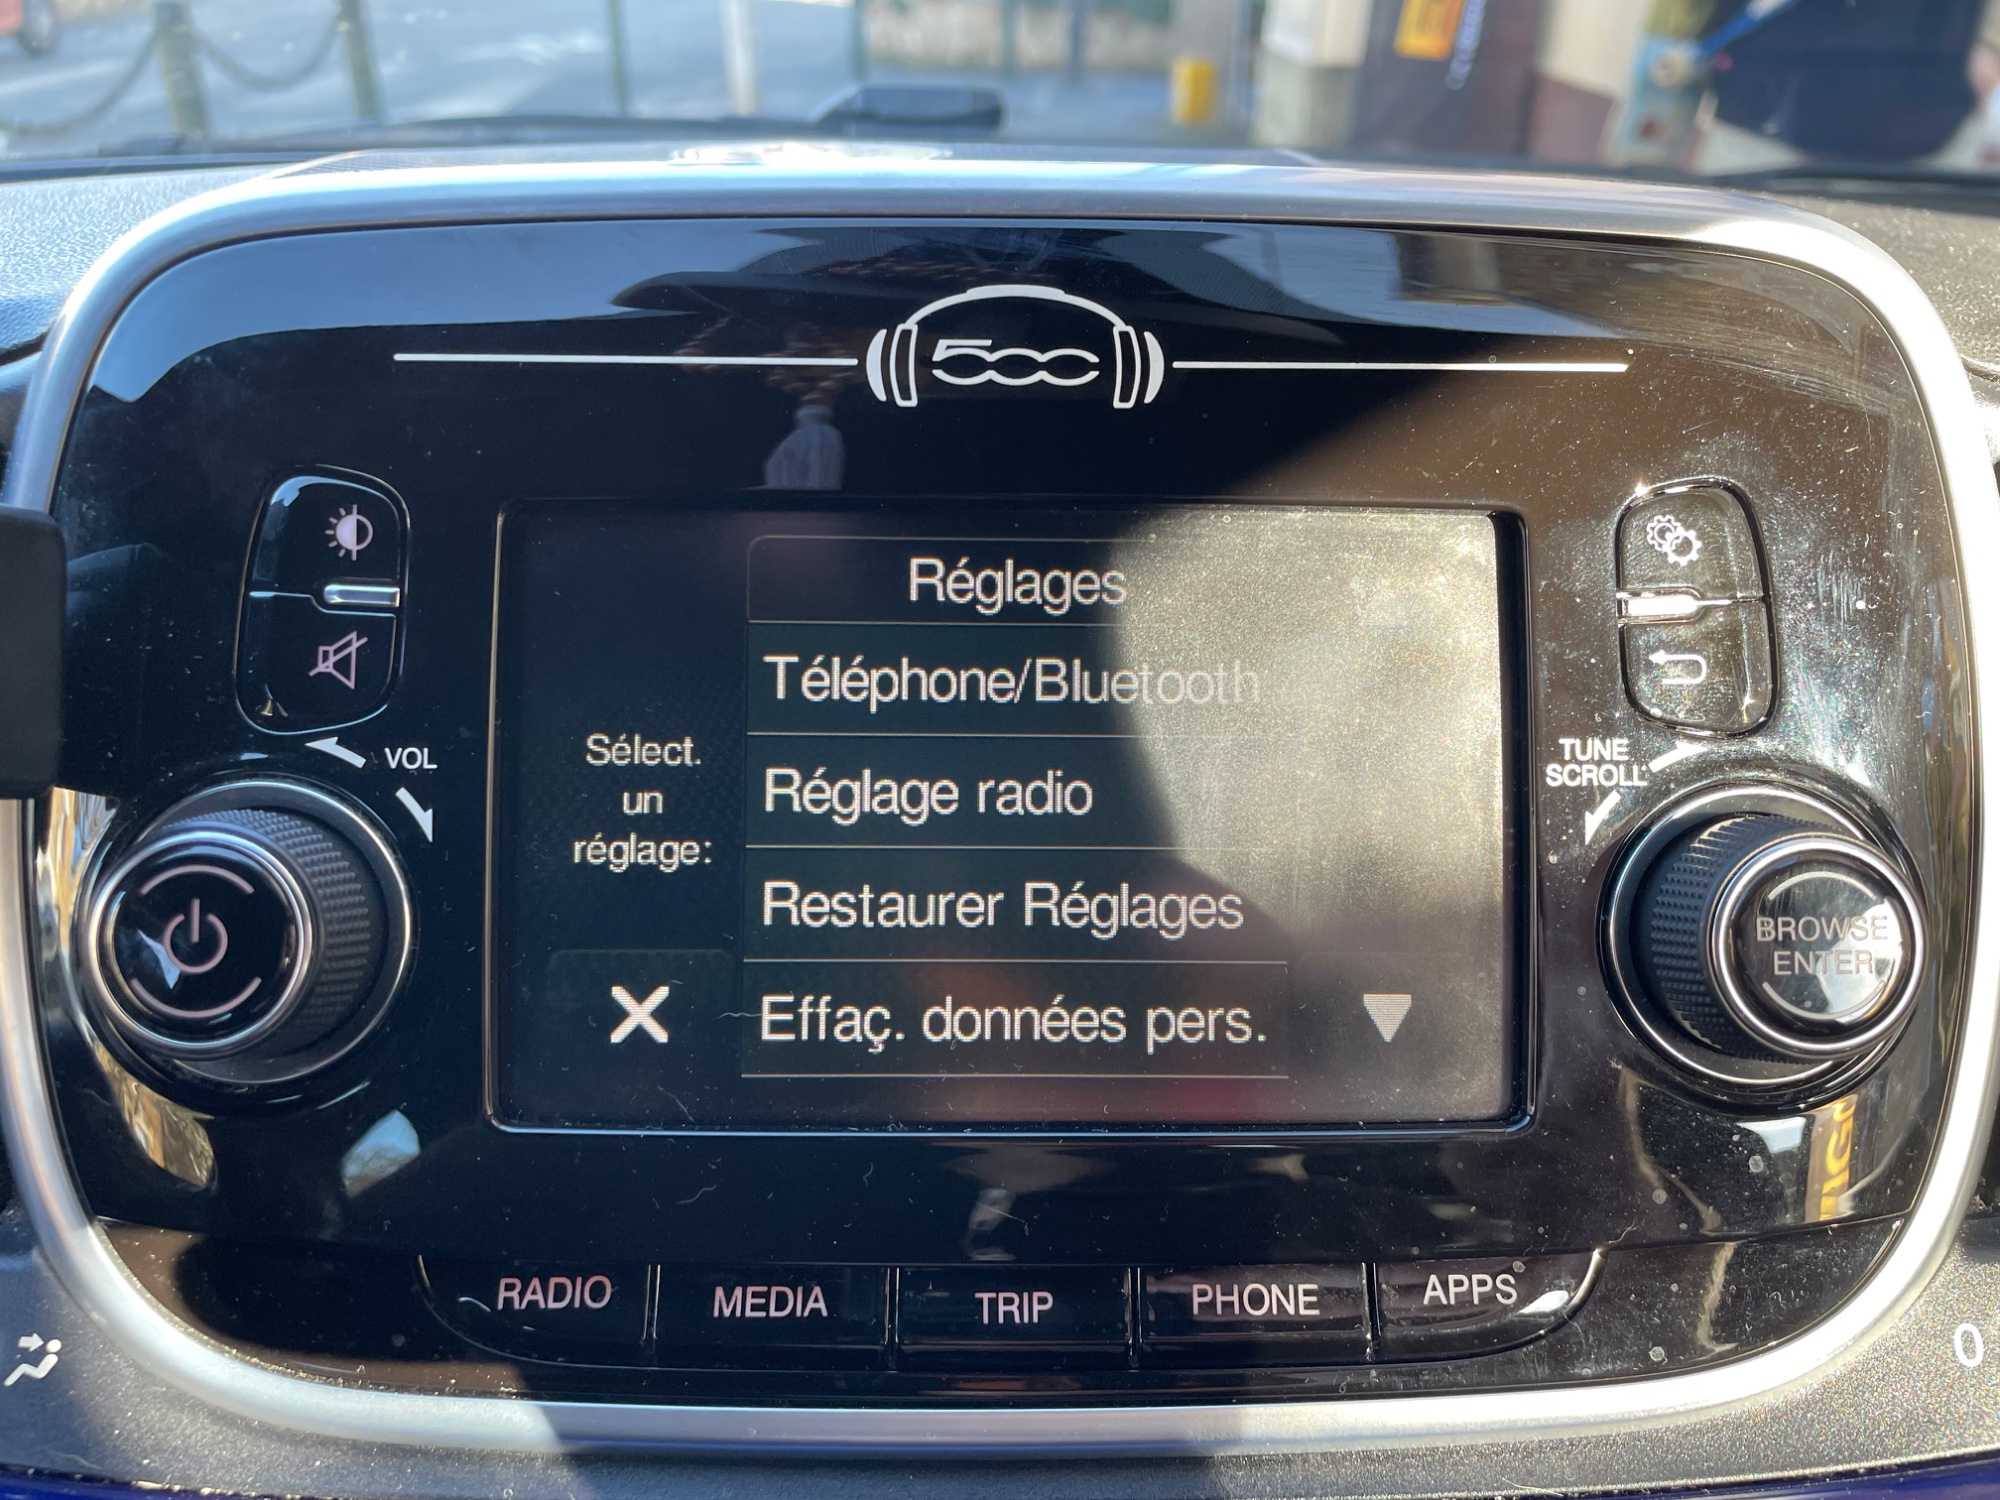 500
Réglages
Téléphone/Bluetooth
Réglage radio
Restaurer Réglages
Effaç. données pers.
Sélect.
un
réglage:
VOL
TUNE
SCROLL
BROWSE
ENTER
RADIO
MEDIA
TRIP
PHONE
APPS
0